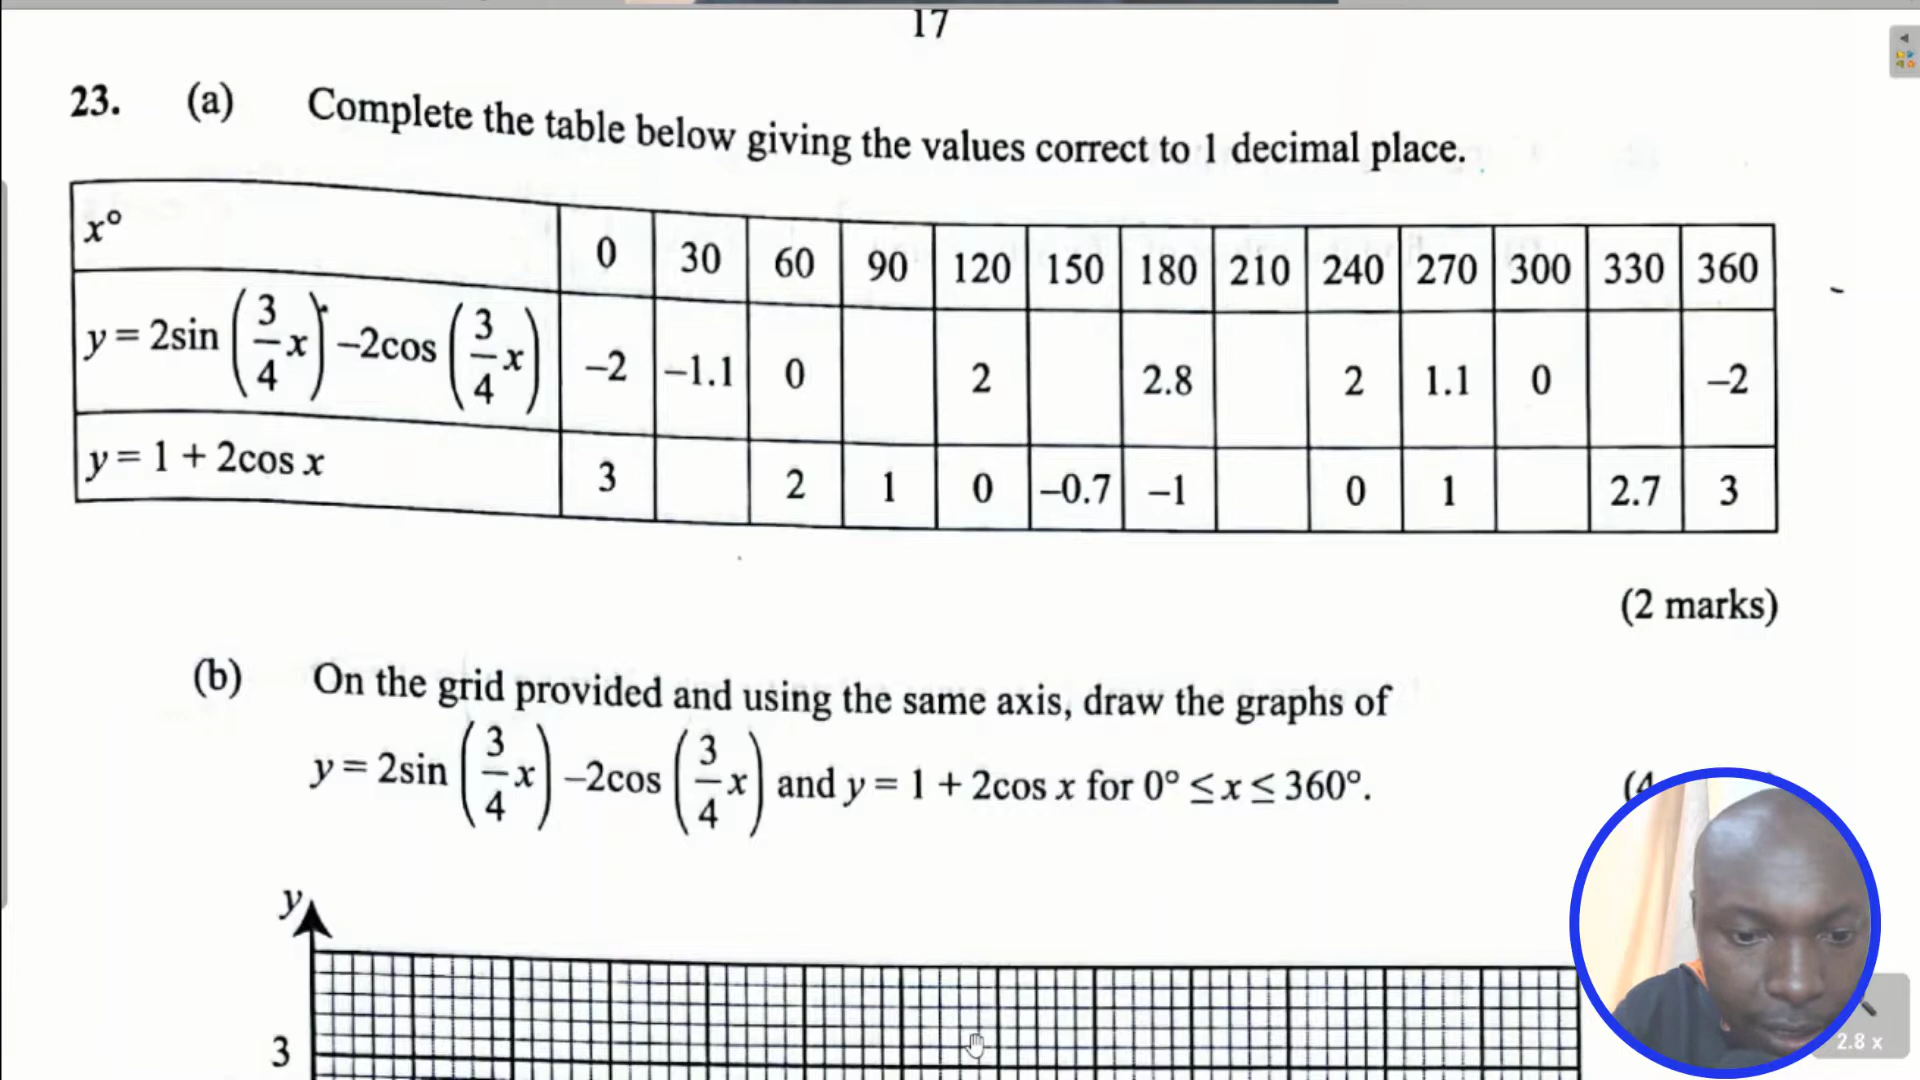 17
23. (a) Complete the table below giving the values correct to 1 decimal place.
x° 0 30 60 90 120 150 180 210 240 270 300 330 360
y = 2sin (3/4 x) –2cos (3/4 x) –2 –1.1 0 2 2.8 2 1.1 0 –2
y = 1 + 2cos x 3 2 1 0 –0.7 –1 0 1 2.7 3
(2 marks)
(b) On the grid provided and using the same axis, draw the graphs of
y = 2sin (3/4 x) –2cos (3/4 x) and y = 1 + 2cos x for 0° ≤ x ≤ 360°. (4
y
3
2.8 x